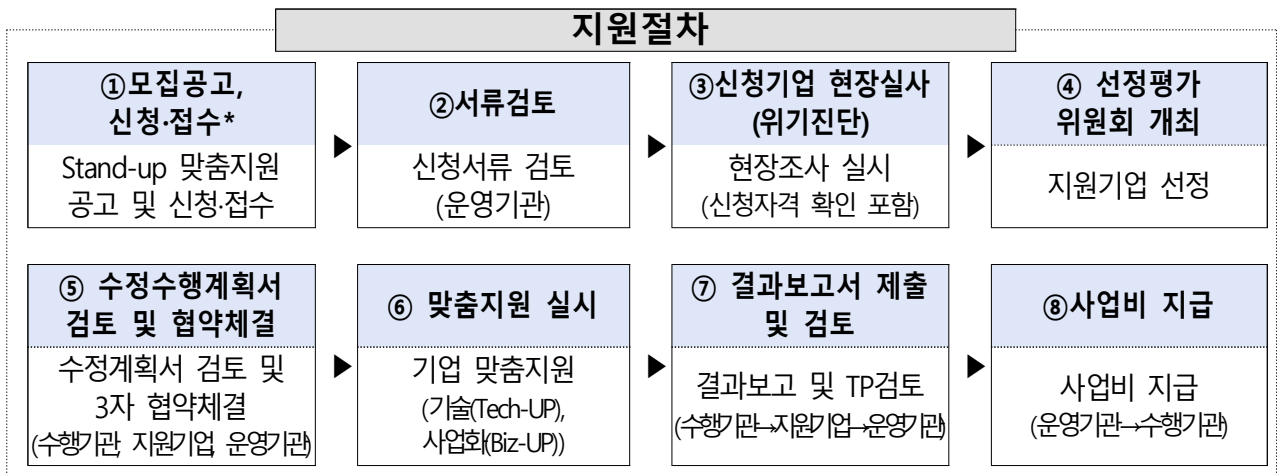 지원절차
①모집공고,
신청·접수*
Stand-up 맞춤지원
공고 및 신청·접수
▶
②서류검토
신청서류 검토
(운영기관)
▶
③신청기업 현장실사
(위기진단)
현장조사 실시
(신청자격 확인 포함)
▶
④ 선정평가
위원회 개최
지원기업 선정
⑤ 수정수행계획서
검토 및 협약체결
수정계획서 검토 및
3자 협약체결
(수행기관, 지원기업, 운영기관)
▶
⑥ 맞춤지원 실시
기업 맞춤지원
(기술(Tech-UP),
사업화(Biz-UP))
▶
⑦ 결과보고서 제출
및 검토
결과보고 및 TP검토
(수행기관→지원기업→운영기관)
▶
⑧사업비 지급
사업비 지급
(운영기관→수행기관)